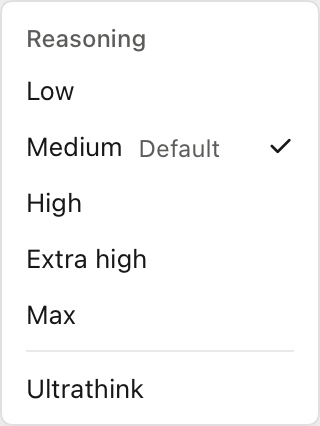 Reasoning
Low
Medium Default
High
Extra high
Max
Ultrathink